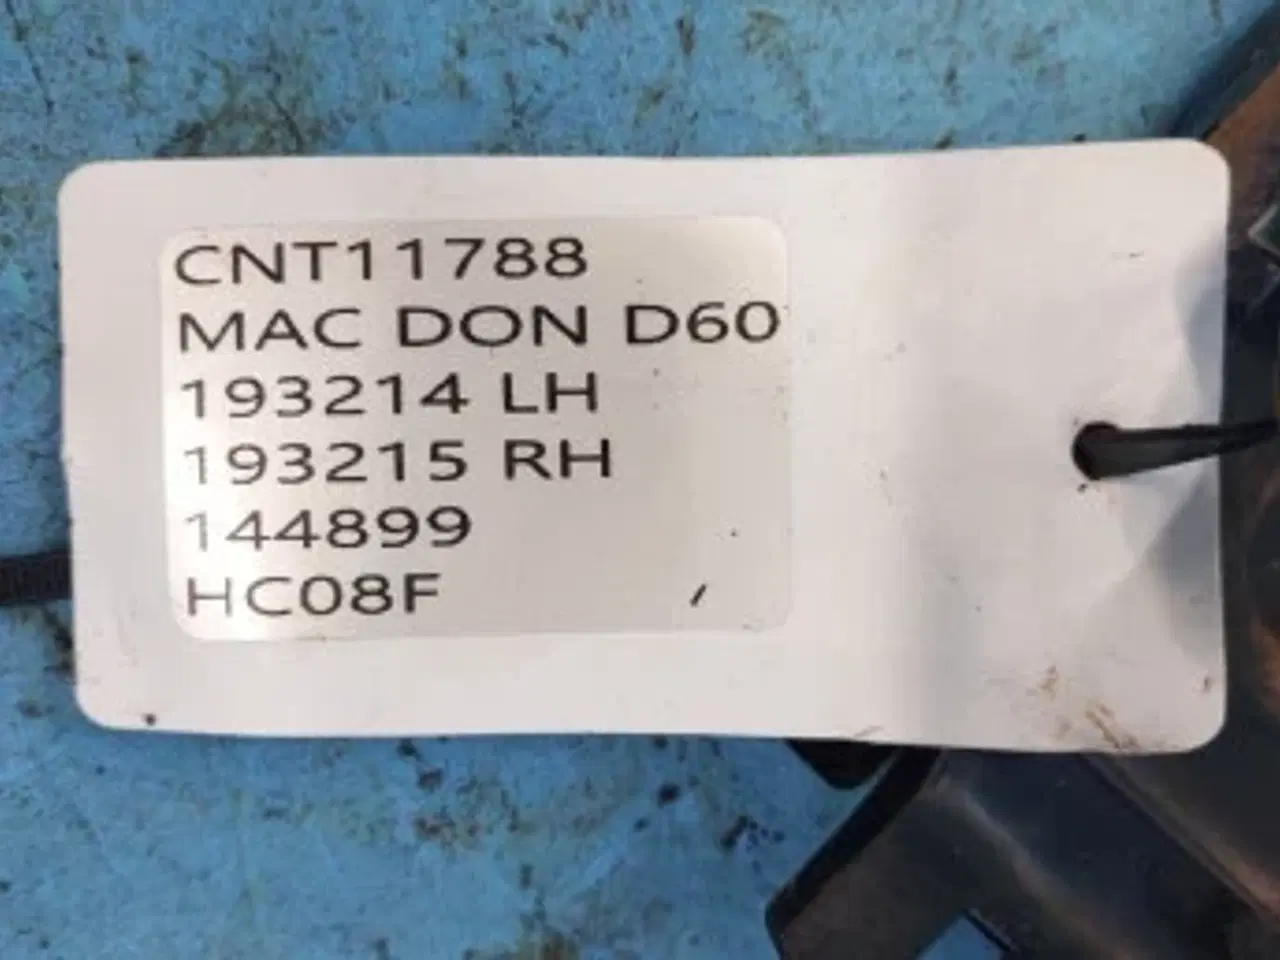 CNT11788
MAC DON D60
193214 LH
193215 RH
144899
HC08F